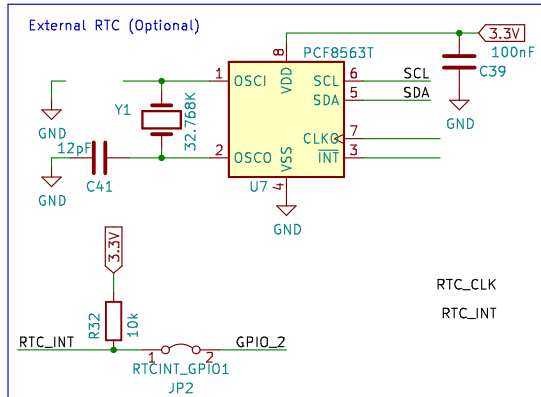 External RTC (Optional)
3.3V
8
PCF8563T
100nF
1
OSCI
VDD
SCL
6
SCL
C39
SDA
5
SDA
Y1
32.768K
GND
GND
CLKO
7
12pF
2
OSCO
VSS
INT
3
C41
U7
4
GND
GND
3.3V
RTC_CLK
R32
10k
RTC_INT
RTC_INT
1
2
GPIO_2
RTCINT_GPIO1
JP2